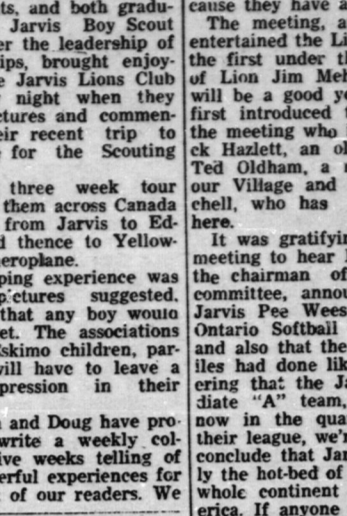 ts, and both gradu-
Jarvis Boy Scout
er the leadership of
ips, brought enjoy-
e Jarvis Lions Club
night when they
ctures and commen-
eir recent trip to
for the Scouting
three week tour
them across Canada
from Jarvis to Ed-
d thence to Yellow-
eroplane.
ping experience was
pictures suggested,
that any boy would
et. The associations
Eskimo children, par-
will have to leave a
pression in their
and Doug have pro-
write a weekly col-
ive weeks telling of
erful experiences for
of our readers. We
cause they have a
The meeting, a
entertained the Li
the first under th
of Lion Jim Meh
will be a good ye
first introduced t
the meeting who
ck Hazlett, an ol
Ted Oldham, a
our Village and
chell, who has
here.
It was gratifyin
meeting to hear
the chairman of
committee, annou
Jarvis Pee Wees
Ontario Softball
and also that the
iles had done lik
ering that the Ja
diate "A" team,
now in the qua
their league, we'r
conclude that Jar
ly the hot-bed of
whole continent
erica. If anyone